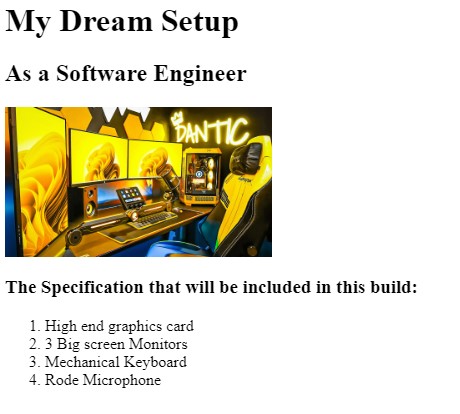 My Dream Setup
As a Software Engineer
DANTIC
The Specification that will be included in this build:
1. High end graphics card
2. 3 Big screen Monitors
3. Mechanical Keyboard
4. Rode Microphone